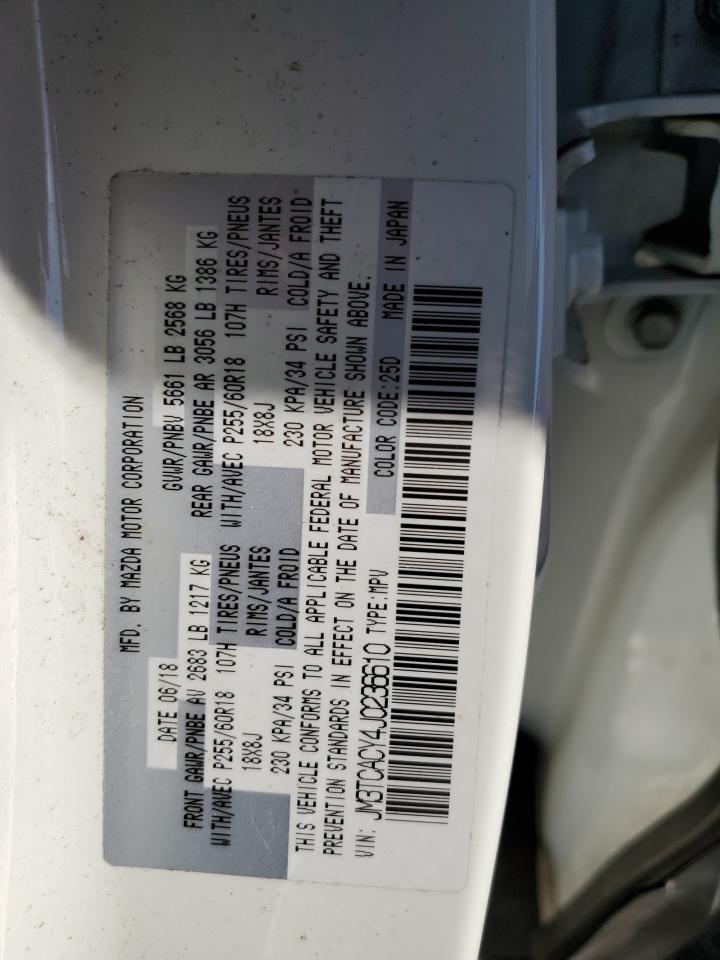 MFD. BY MAZDA MOTOR CORPORATION
DATE 06/18 GVWR/PNBV 5661 LB 2568 KG
FRONT GAWR/PNBE AV 2683 LB 1217 KG REAR GAWR/PNBE AR 3056 LB 1386 KG
WITH/AVEC P255/60R18 107H TIRES/PNEUS WITH/AVEC P255/60R18 107H TIRES/PNEUS
18X8J RIMS/JANTES 18X8J RIMS/JANTES
230 KPA/34 PSI COLD/A FROID 230 KPA/34 PSI COLD/A FROID
THIS VEHICLE CONFORMS TO ALL APPLICABLE FEDERAL MOTOR VEHICLE SAFETY AND THEFT
PREVENTION STANDARDS IN EFFECT ON THE DATE OF MANUFACTURE SHOWN ABOVE.
VIN: JM3TCACY4J0236610 TYPE:MPV COLOR CODE:25D MADE IN JAPAN